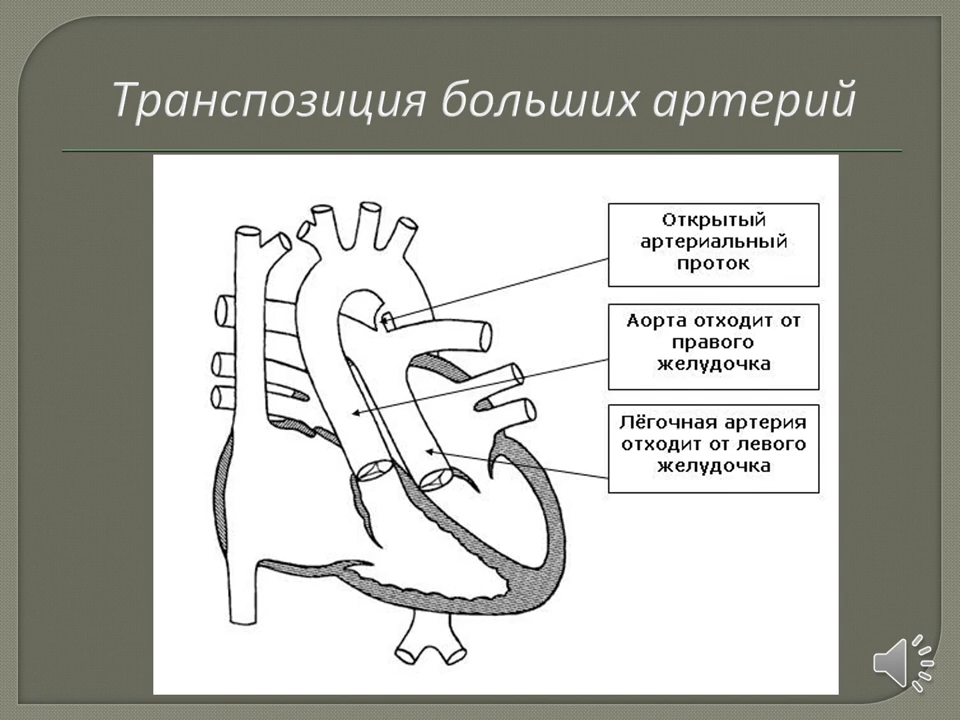 Транспозиция больших артерий
Открытый
артериальный
проток
Аорта отходит от
правого
желудочка
Лёгочная артерия
отходит от левого
желудочка